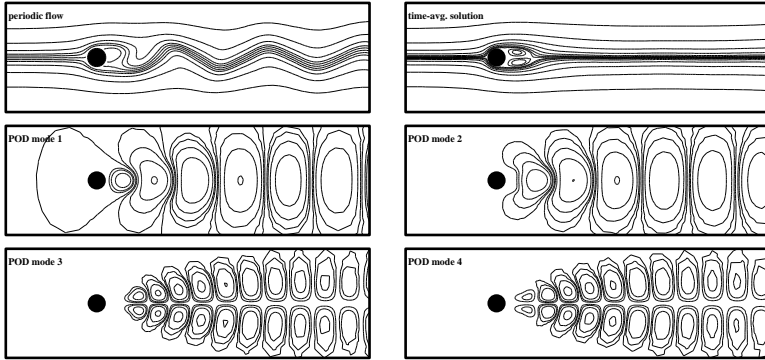 periodic flow
time-avg. solution
POD mode 1
POD mode 2
POD mode 3
POD mode 4